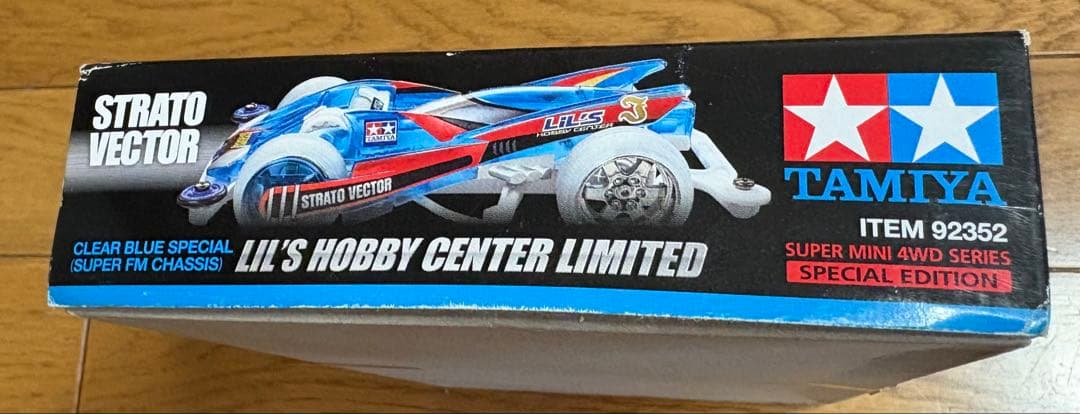 STRATO
VECTOR
TAMIYA
LIL'S
HOBBY CENTER
STRATO VECTOR
CLEAR BLUE SPECIAL
(SUPER FM CHASSIS)
LIL'S HOBBY CENTER LIMITED
TAMIYA
ITEM 92352
SUPER MINI 4WD SERIES
SPECIAL EDITION